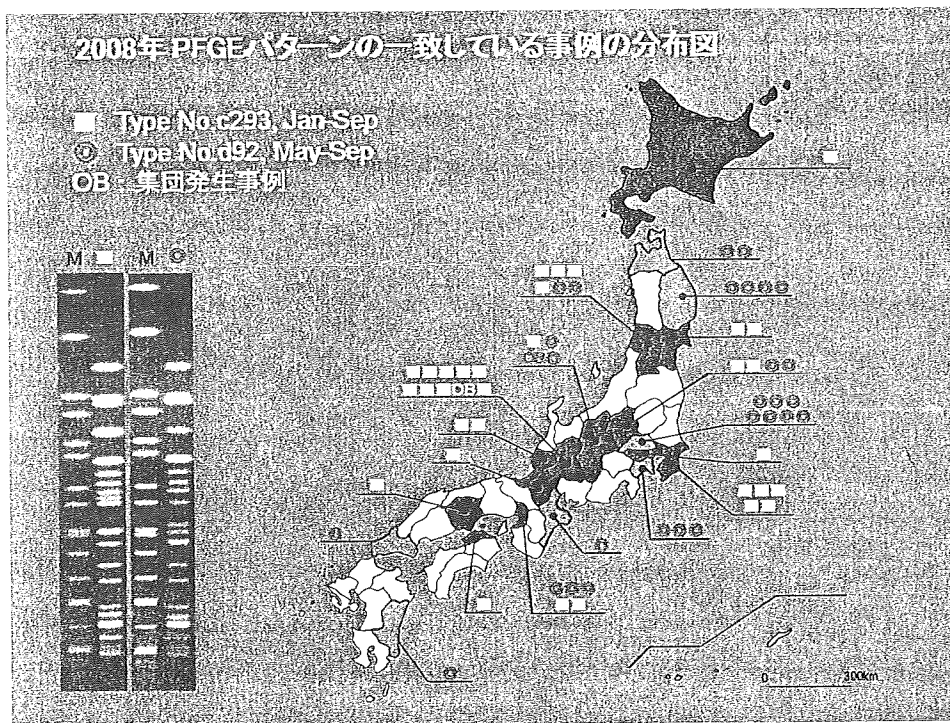 2008年PFGEパターンの一致している事例の分布図
Type No.c293, Jan-Sep
Type No.d92, May-Sep
OB : 集団発生事例
M M
OB
0 300km